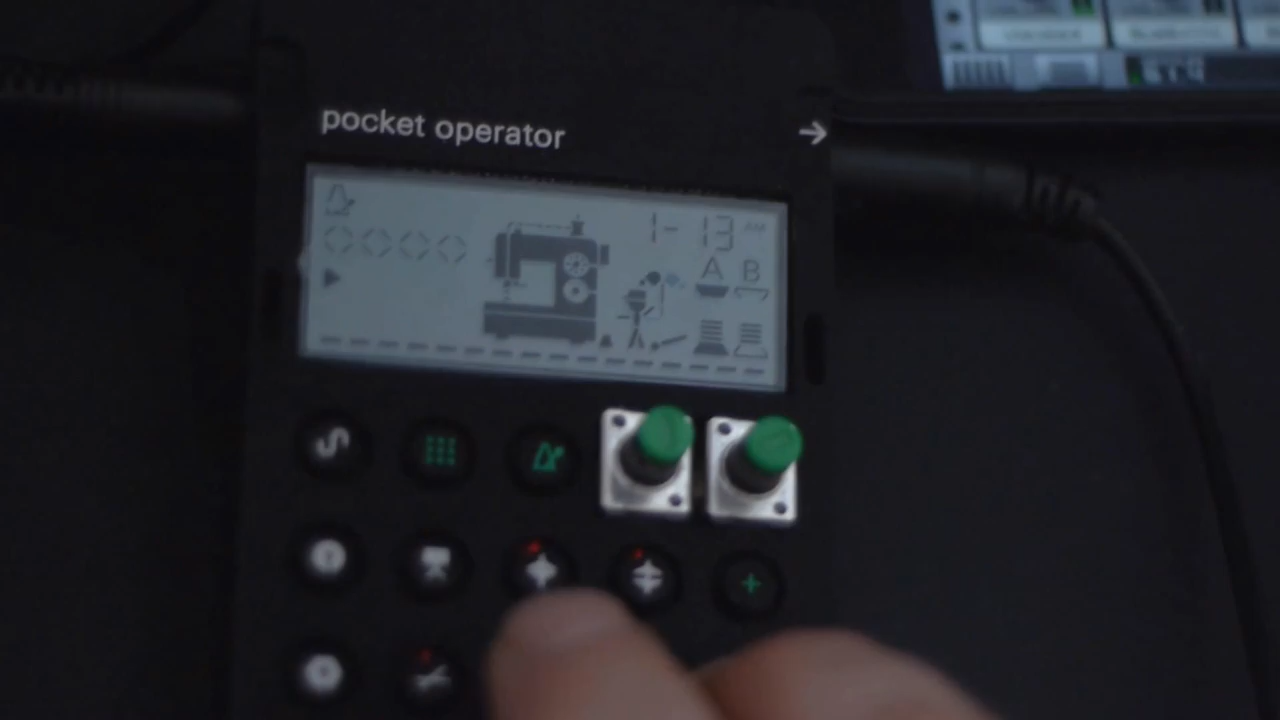 pocket operator →
1- 13 AM
A B